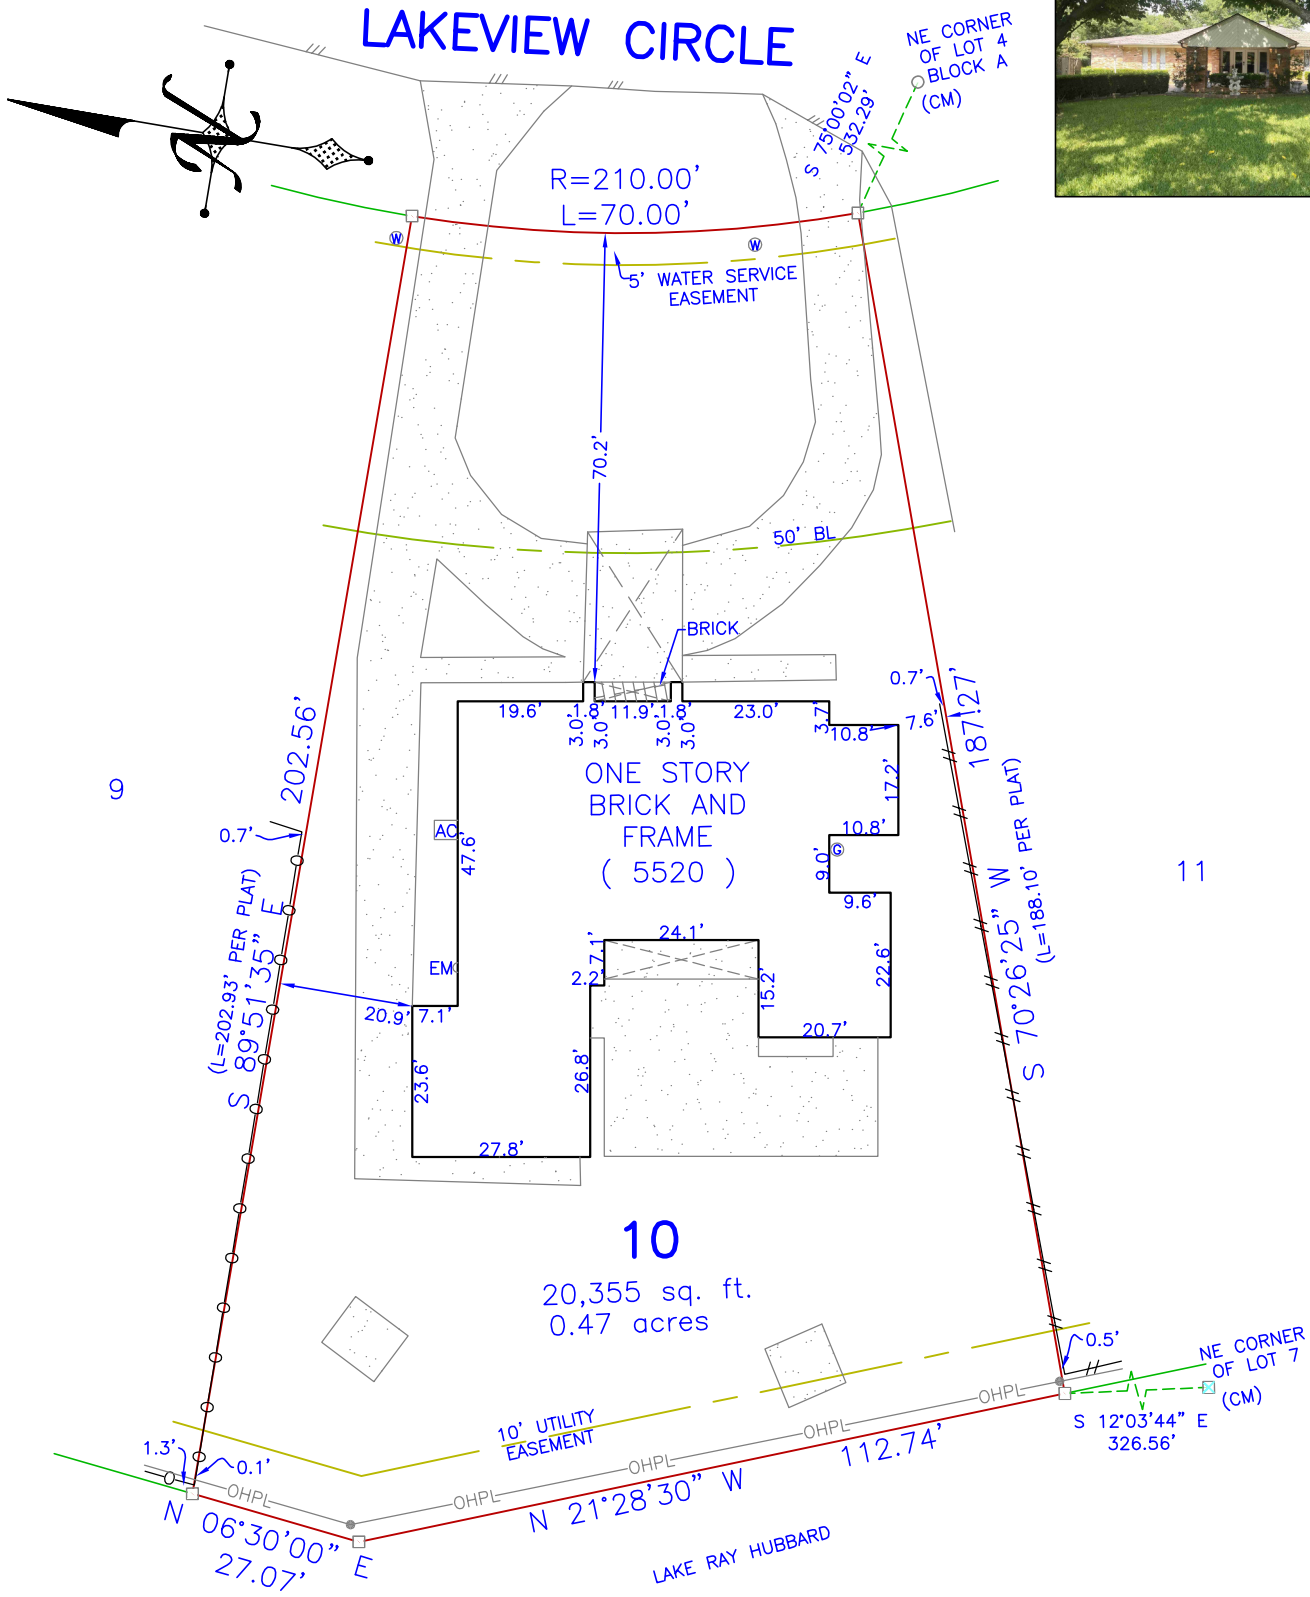 LAKEVIEW CIRCLE
NE CORNER
OF LOT 4
BLOCK A
(CM)
S 75°00'02" E
532.29'
R=210.00'
L=70.00'
W
W
5' WATER SERVICE
EASEMENT
70.2'
50' BL
BRICK
0.7'
7.6'
187.27'
19.6'
1.8'
11.9'
1.8'
23.0'
3.7'
3.0'
3.0'
3.0'
3.0'
10.8'
202.56'
ONE STORY
BRICK AND
FRAME
( 5520 )
17.2'
9
0.7'
AC
47.6'
10.8'
G
9.0'
11
9.6'
(L=202.93' PER PLAT)
S 89°51'35" E
S 70°26'25" W
(L=188.10' PER PLAT)
24.1'
7.1'
2.2'
EM
15.2'
22.6'
20.9'
7.1'
20.7'
23.6'
26.8'
27.8'
10
20,355 sq. ft.
0.47 acres
0.5'
NE CORNER
OF LOT 7
(CM)
S 12°03'44" E
326.56'
10' UTILITY
EASEMENT
1.3'
0.1'
OHPL
OHPL
OHPL
OHPL
OHPL
112.74'
N 21°28'30" W
N 06°30'00" E
27.07'
LAKE RAY HUBBARD